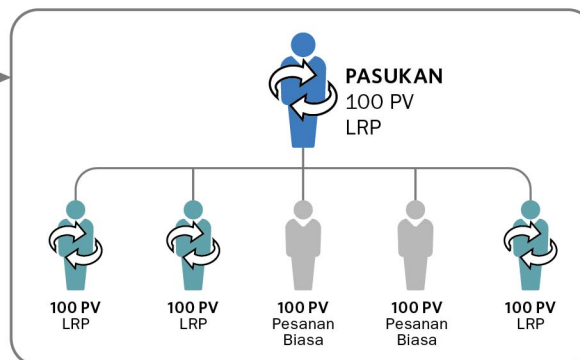 PASUKAN
100 PV
LRP
100 PV
LRP
100 PV
LRP
100 PV
Pesanan
Biasa
100 PV
Pesanan
Biasa
100 PV
LRP